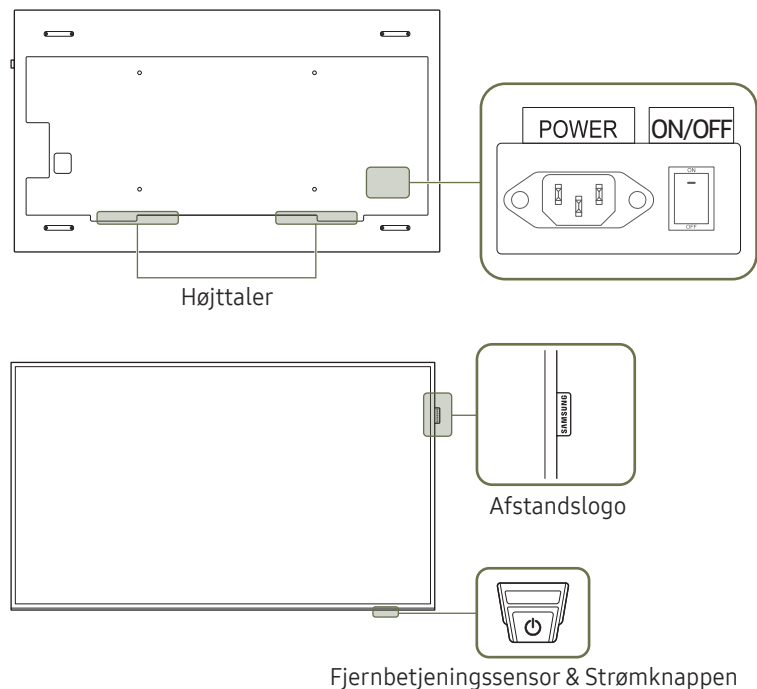 POWER
ON/OFF
ON
OFF
Højttaler
SAMSUNG
Afstandslogo
Fjernbetjeningssensor & Strømknappen